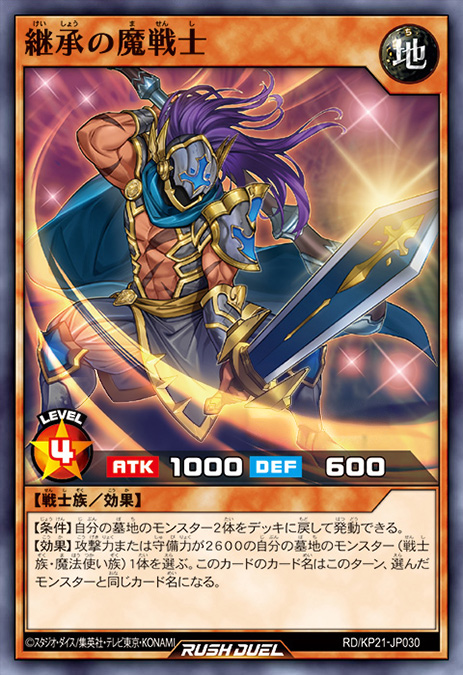 継承の魔戦士
地
LEVEL
4
ATK 1000 DEF 600
【戦士族／効果】
【条件】自分の墓地のモンスター2体をデッキに戻して発動できる。
【効果】攻撃力または守備力が2600の自分の墓地のモンスター（戦士
族・魔法使い族）1体を選ぶ。このカードのカード名はこのターン、選んだ
モンスターと同じカード名になる。
©スタジオ・ダイス/集英社・テレビ東京・KONAMI
RUSH DUEL
RD/KP21-JP030